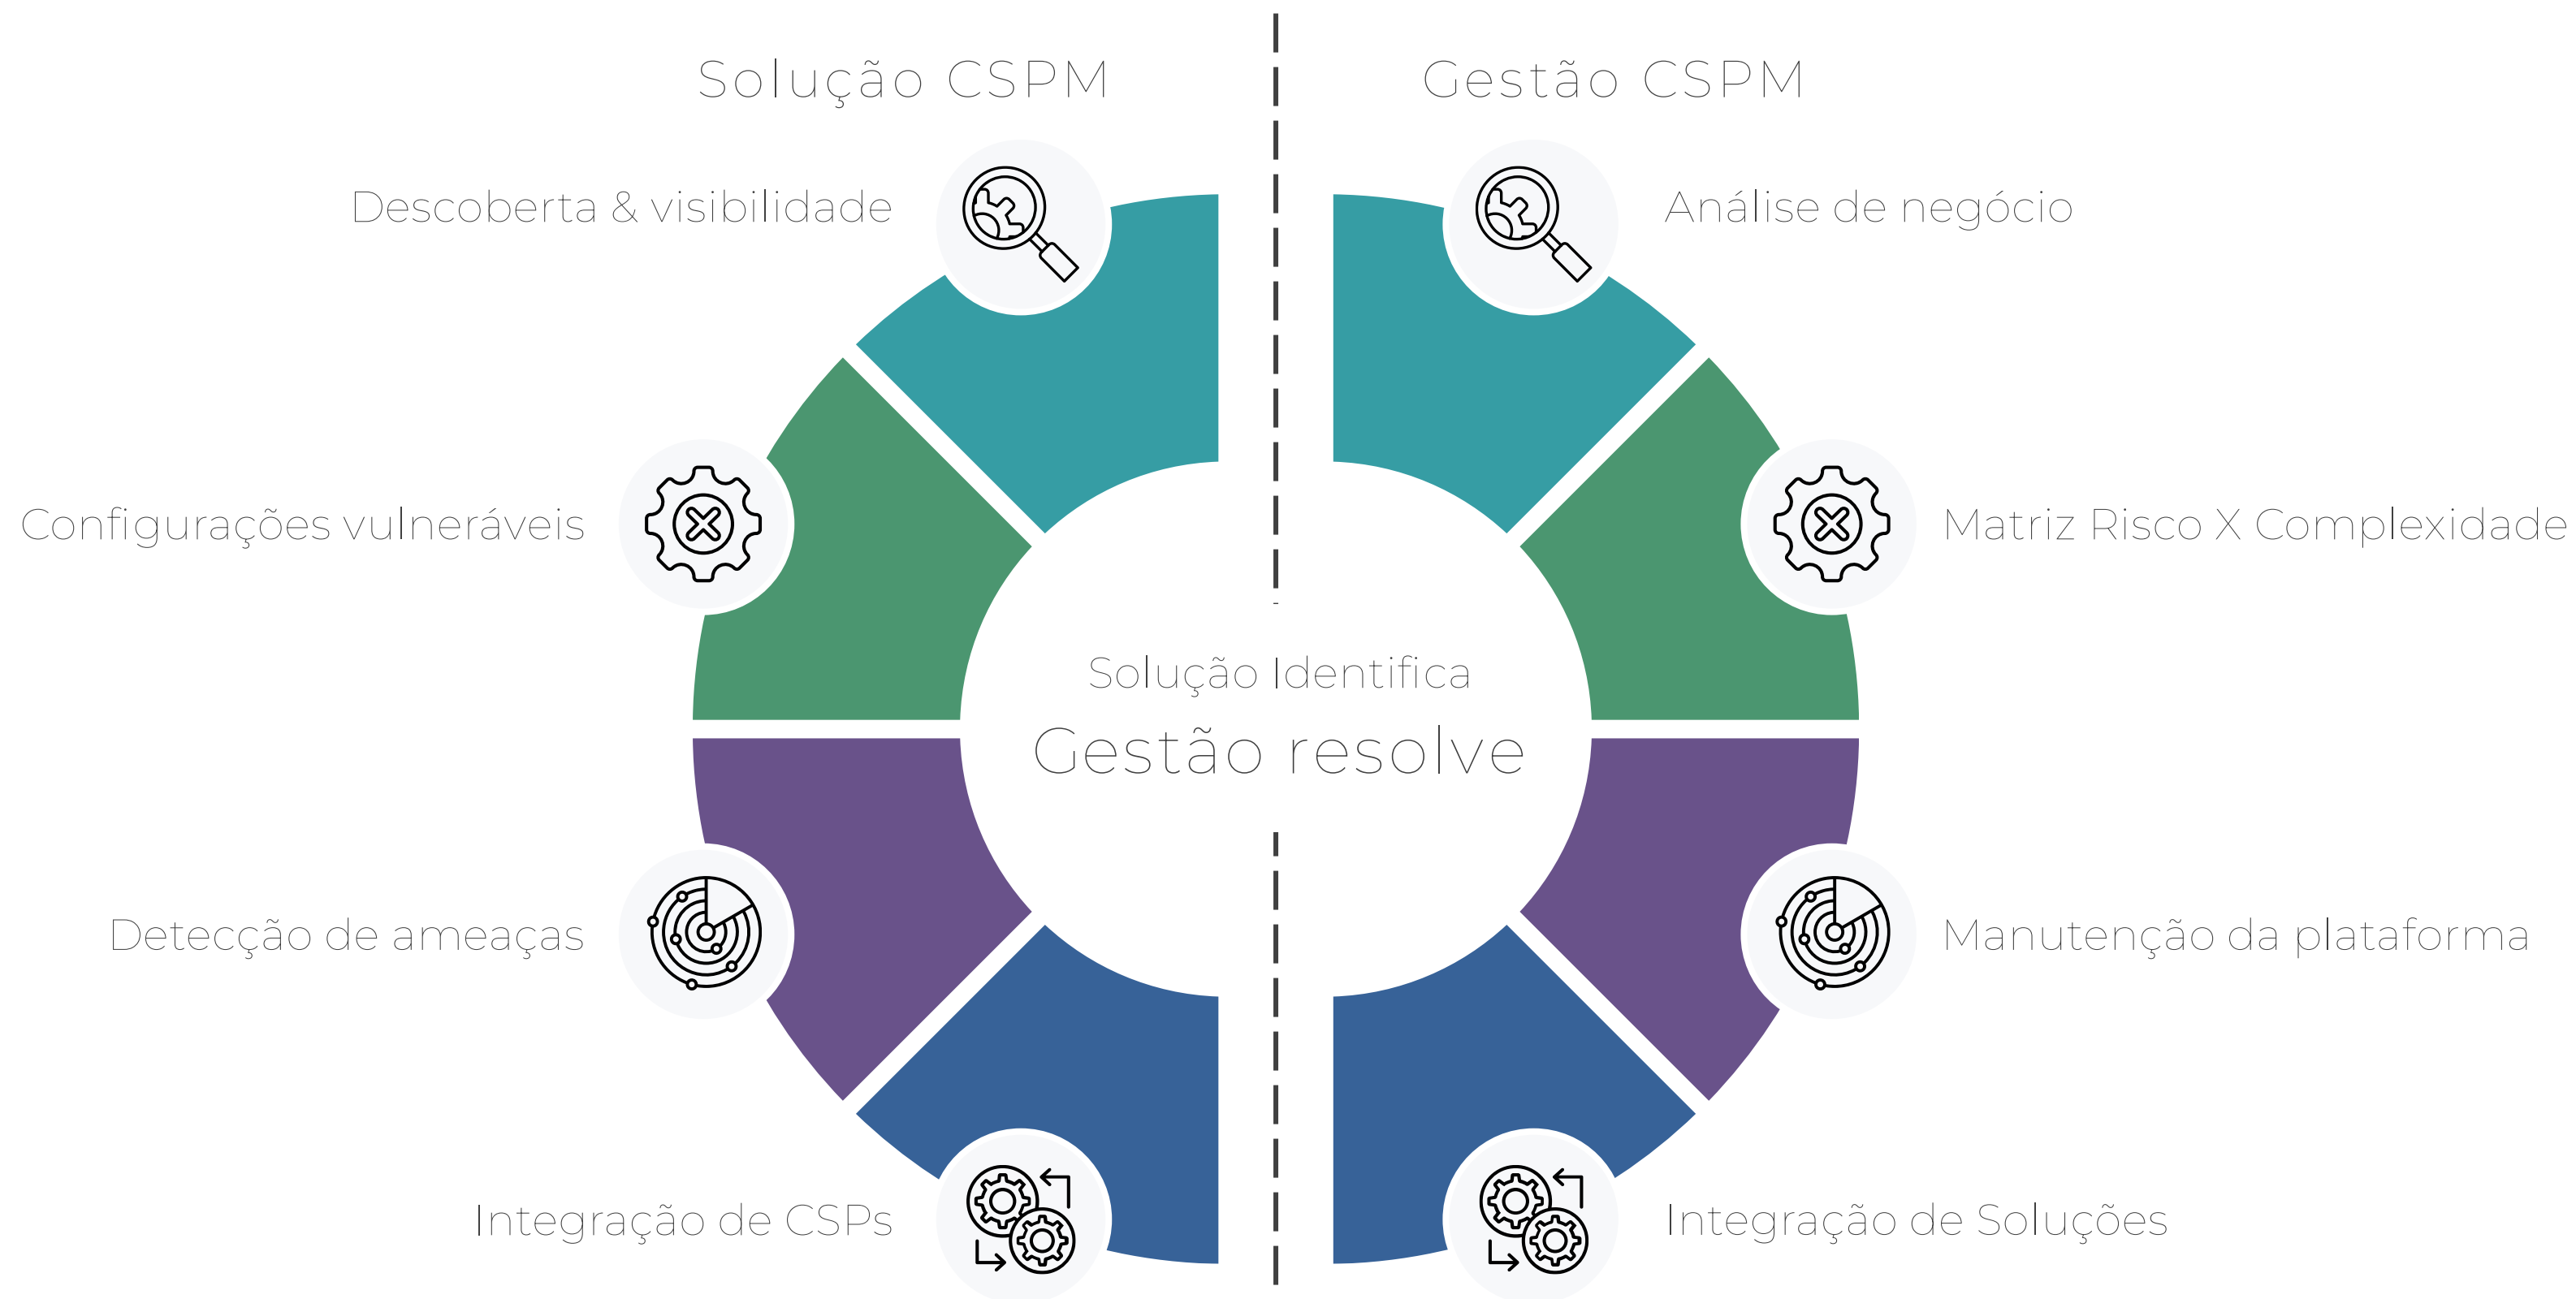 Solução CSPM
Gestão CSPM
Descoberta & visibilidade
Análise de negócio
Configurações vulneráveis
Matriz Risco X Complexidade
Solução Identifica
Gestão resolve
Detecção de ameaças
Manutenção da plataforma
Integração de CSPs
Integração de Soluções